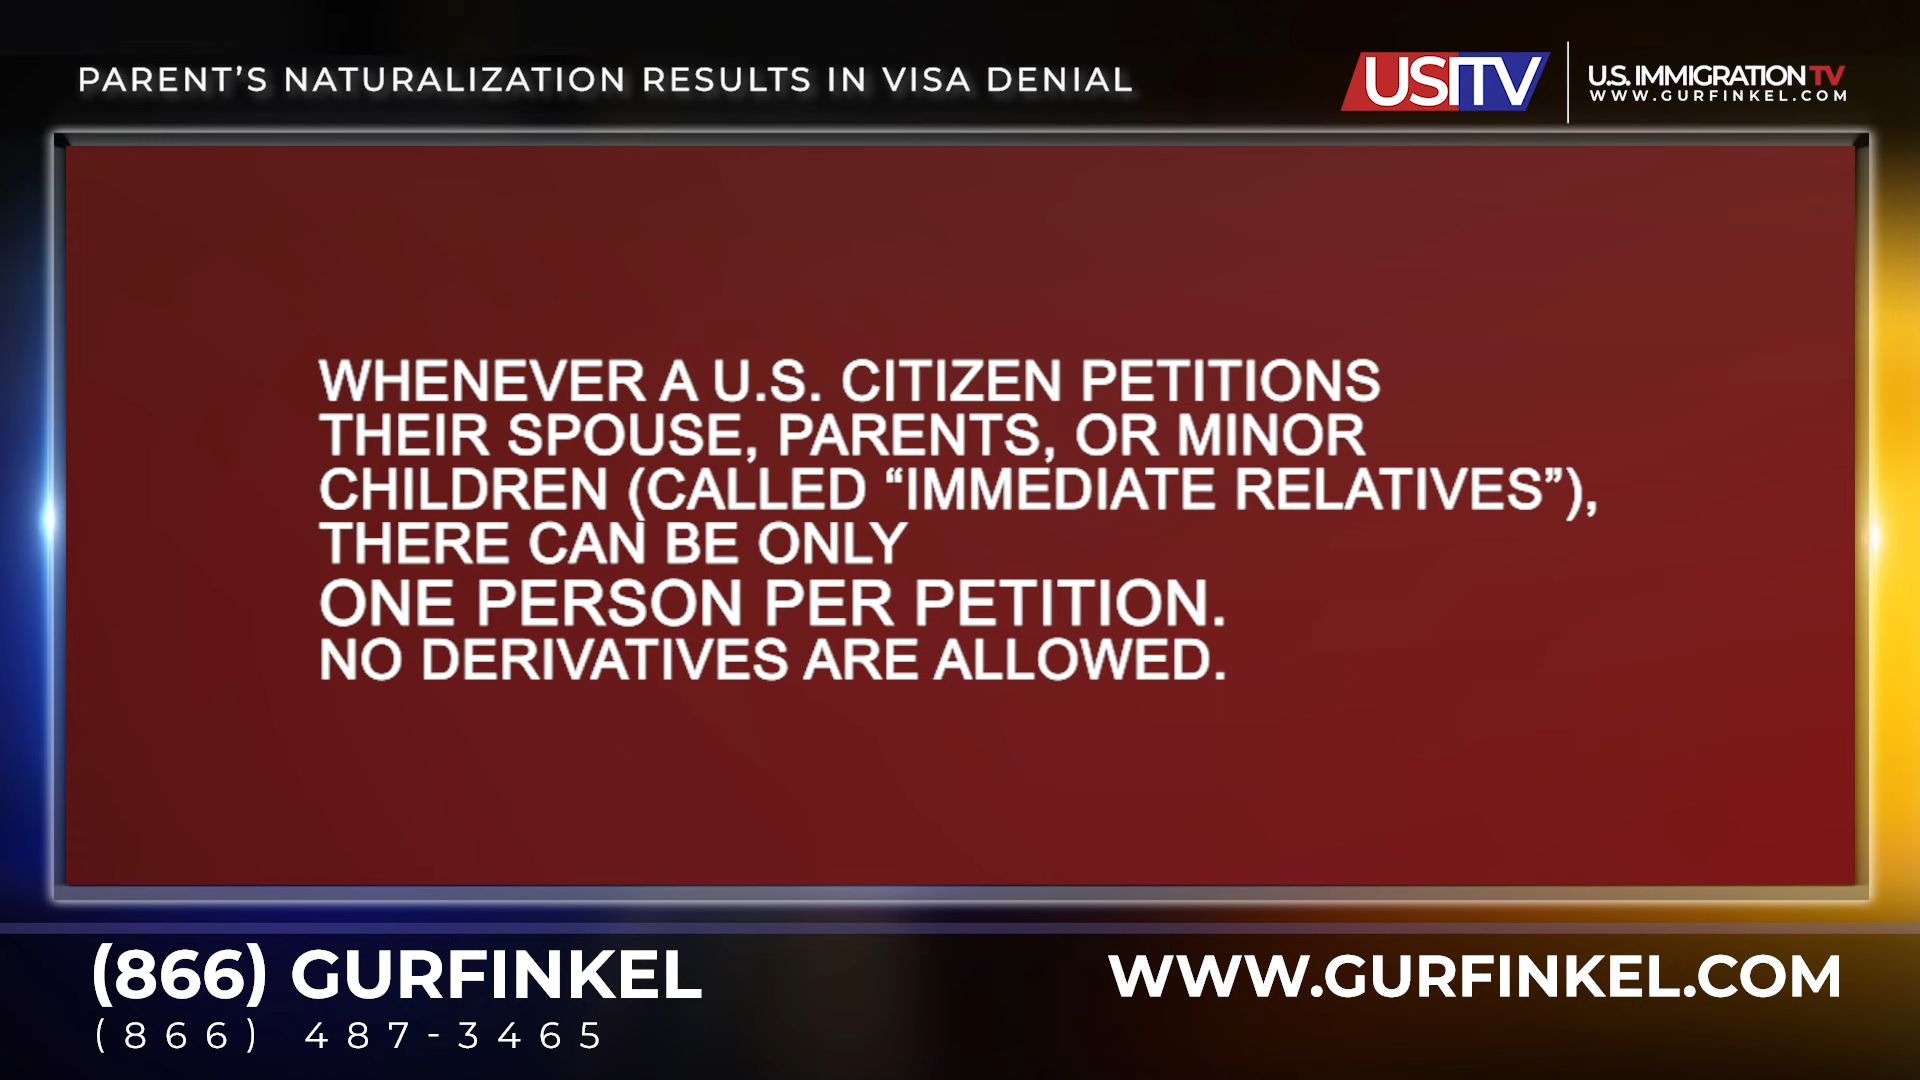 PARENT’S NATURALIZATION RESULTS IN VISA DENIAL
USITV
U.S. IMMIGRATION TV
WWW.GURFINKEL.COM
WHENEVER A U.S. CITIZEN PETITIONS
THEIR SPOUSE, PARENTS, OR MINOR
CHILDREN (CALLED “IMMEDIATE RELATIVES”),
THERE CAN BE ONLY
ONE PERSON PER PETITION.
NO DERIVATIVES ARE ALLOWED.
(866) GURFINKEL
(866) 487-3465
WWW.GURFINKEL.COM